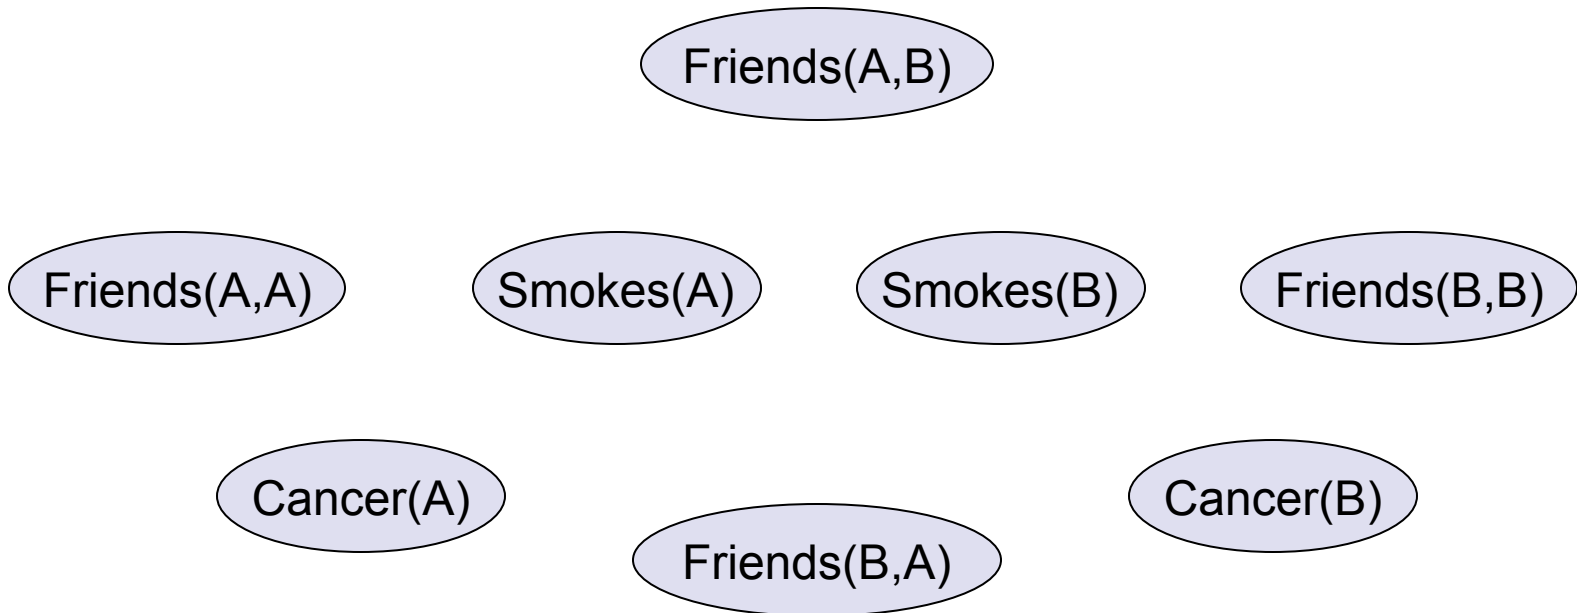 Friends(A,B)
Friends(A,A)
Smokes(A)
Smokes(B)
Friends(B,B)
Cancer(A)
Cancer(B)
Friends(B,A)